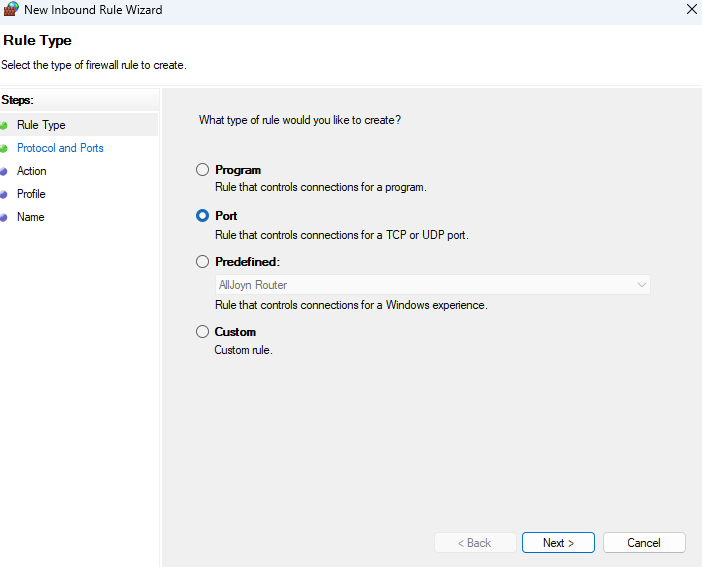 New Inbound Rule Wizard
Rule Type
Select the type of firewall rule to create.
Steps:
Rule Type
Protocol and Ports
Action
Profile
Name
What type of rule would you like to create?
Program
Rule that controls connections for a program.
Port
Rule that controls connections for a TCP or UDP port.
Predefined:
AllJoyn Router
Rule that controls connections for a Windows experience.
Custom
Custom rule.
< Back
Next >
Cancel